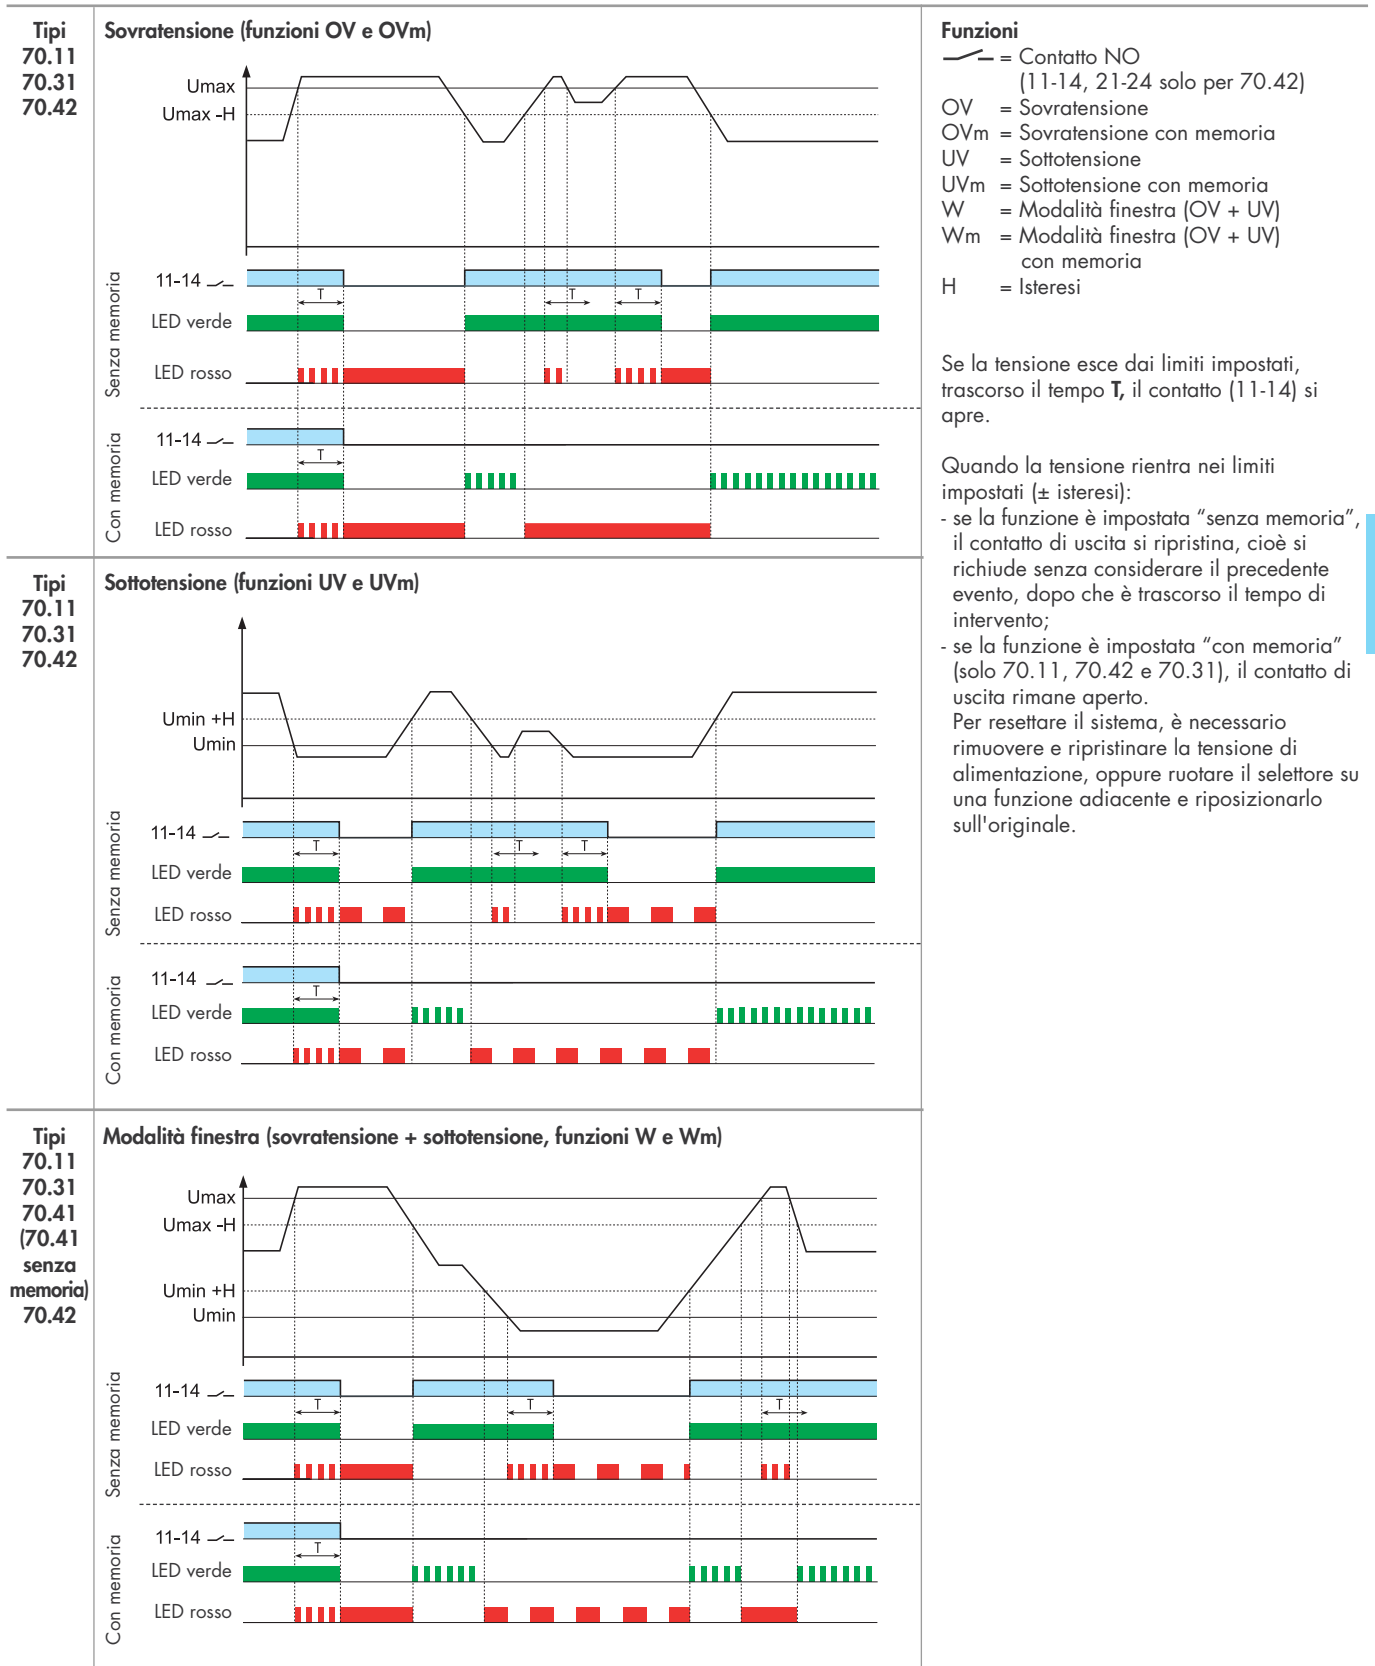 Tipi
70.11
70.31
70.42
Sovratensione (funzioni OV e OVm)
Umax
Umax -H
Senza memoria
11-14
T
T
T
LED verde
LED rosso
Con memoria
11-14
T
LED verde
LED rosso
Tipi
70.11
70.31
70.42
Sottotensione (funzioni UV e UVm)
Umin +H
Umin
Senza memoria
11-14
T
T
T
LED verde
LED rosso
Con memoria
11-14
T
LED verde
LED rosso
Tipi
70.11
70.31
70.41
(70.41
senza
memoria)
70.42
Modalità finestra (sovratensione + sottotensione, funzioni W e Wm)
Umax
Umax -H
Umin +H
Umin
Senza memoria
11-14
T
T
T
LED verde
LED rosso
Con memoria
11-14
T
LED verde
LED rosso
Funzioni
= Contatto NO
(11-14, 21-24 solo per 70.42)
OV = Sovratensione
OVm = Sovratensione con memoria
UV = Sottotensione
UVm = Sottotensione con memoria
W = Modalità finestra (OV + UV)
Wm = Modalità finestra (OV + UV)
con memoria
H = Isteresi
Se la tensione esce dai limiti impostati,
trascorso il tempo T, il contatto (11-14) si
apre.
Quando la tensione rientra nei limiti
impostati (± isteresi):
- se la funzione è impostata “senza memoria”,
il contatto di uscita si ripristina, cioè si
richiude senza considerare il precedente
evento, dopo che è trascorso il tempo di
intervento;
- se la funzione è impostata “con memoria”
(solo 70.11, 70.42 e 70.31), il contatto di
uscita rimane aperto.
Per resettare il sistema, è necessario
rimuovere e ripristinare la tensione di
alimentazione, oppure ruotare il selettore su
una funzione adiacente e riposizionarlo
sull'originale.